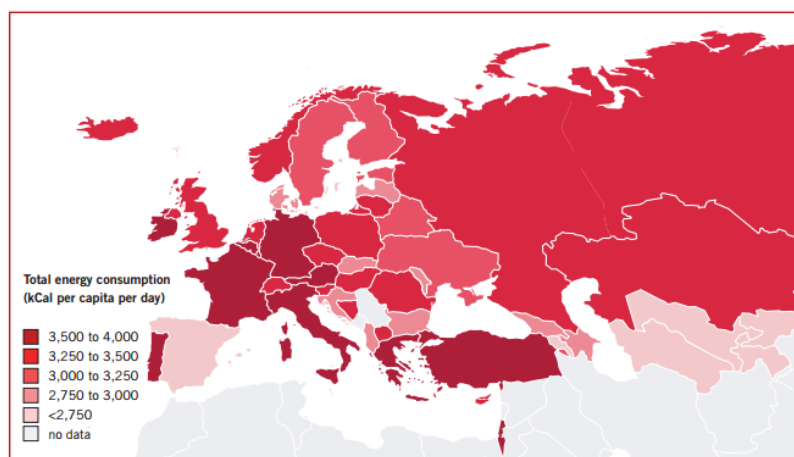 Total energy consumption
(kCal per capita per day)
3,500 to 4,000
3,250 to 3,500
3,000 to 3,250
2,750 to 3,000
<2,750
no data